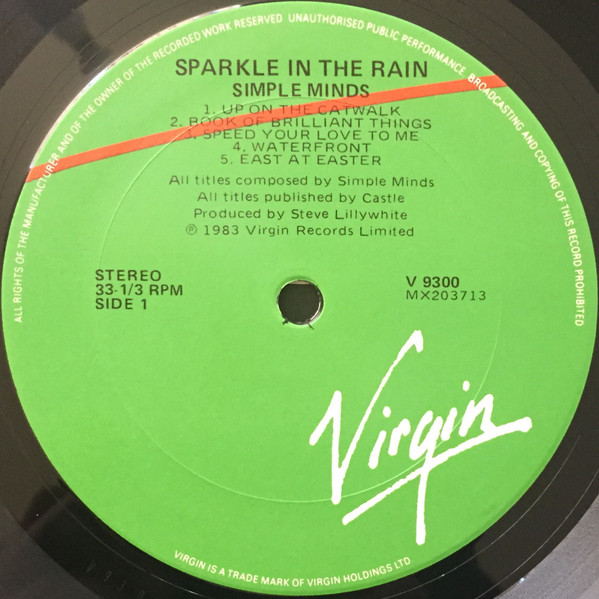 ALL RIGHTS OF THE MANUFACTURER AND OF THE OWNER OF THE RECORDED WORK RESERVED UNAUTHORISED PUBLIC PERFORMANCE BROADCASTING AND COPYING OF THIS RECORD PROHIBITED
SPARKLE IN THE RAIN
SIMPLE MINDS
1. UP ON THE CATWALK
2. BOOK OF BRILLIANT THINGS
3. SPEED YOUR LOVE TO ME
4. WATERFRONT
5. EAST AT EASTER
All titles composed by Simple Minds
All titles published by Castle
Produced by Steve Lillywhite
℗ 1983 Virgin Records Limited
STEREO
33-1/3 RPM
SIDE 1
V 9300
MX203713
Virgin
VIRGIN IS A TRADE MARK OF VIRGIN HOLDINGS LTD